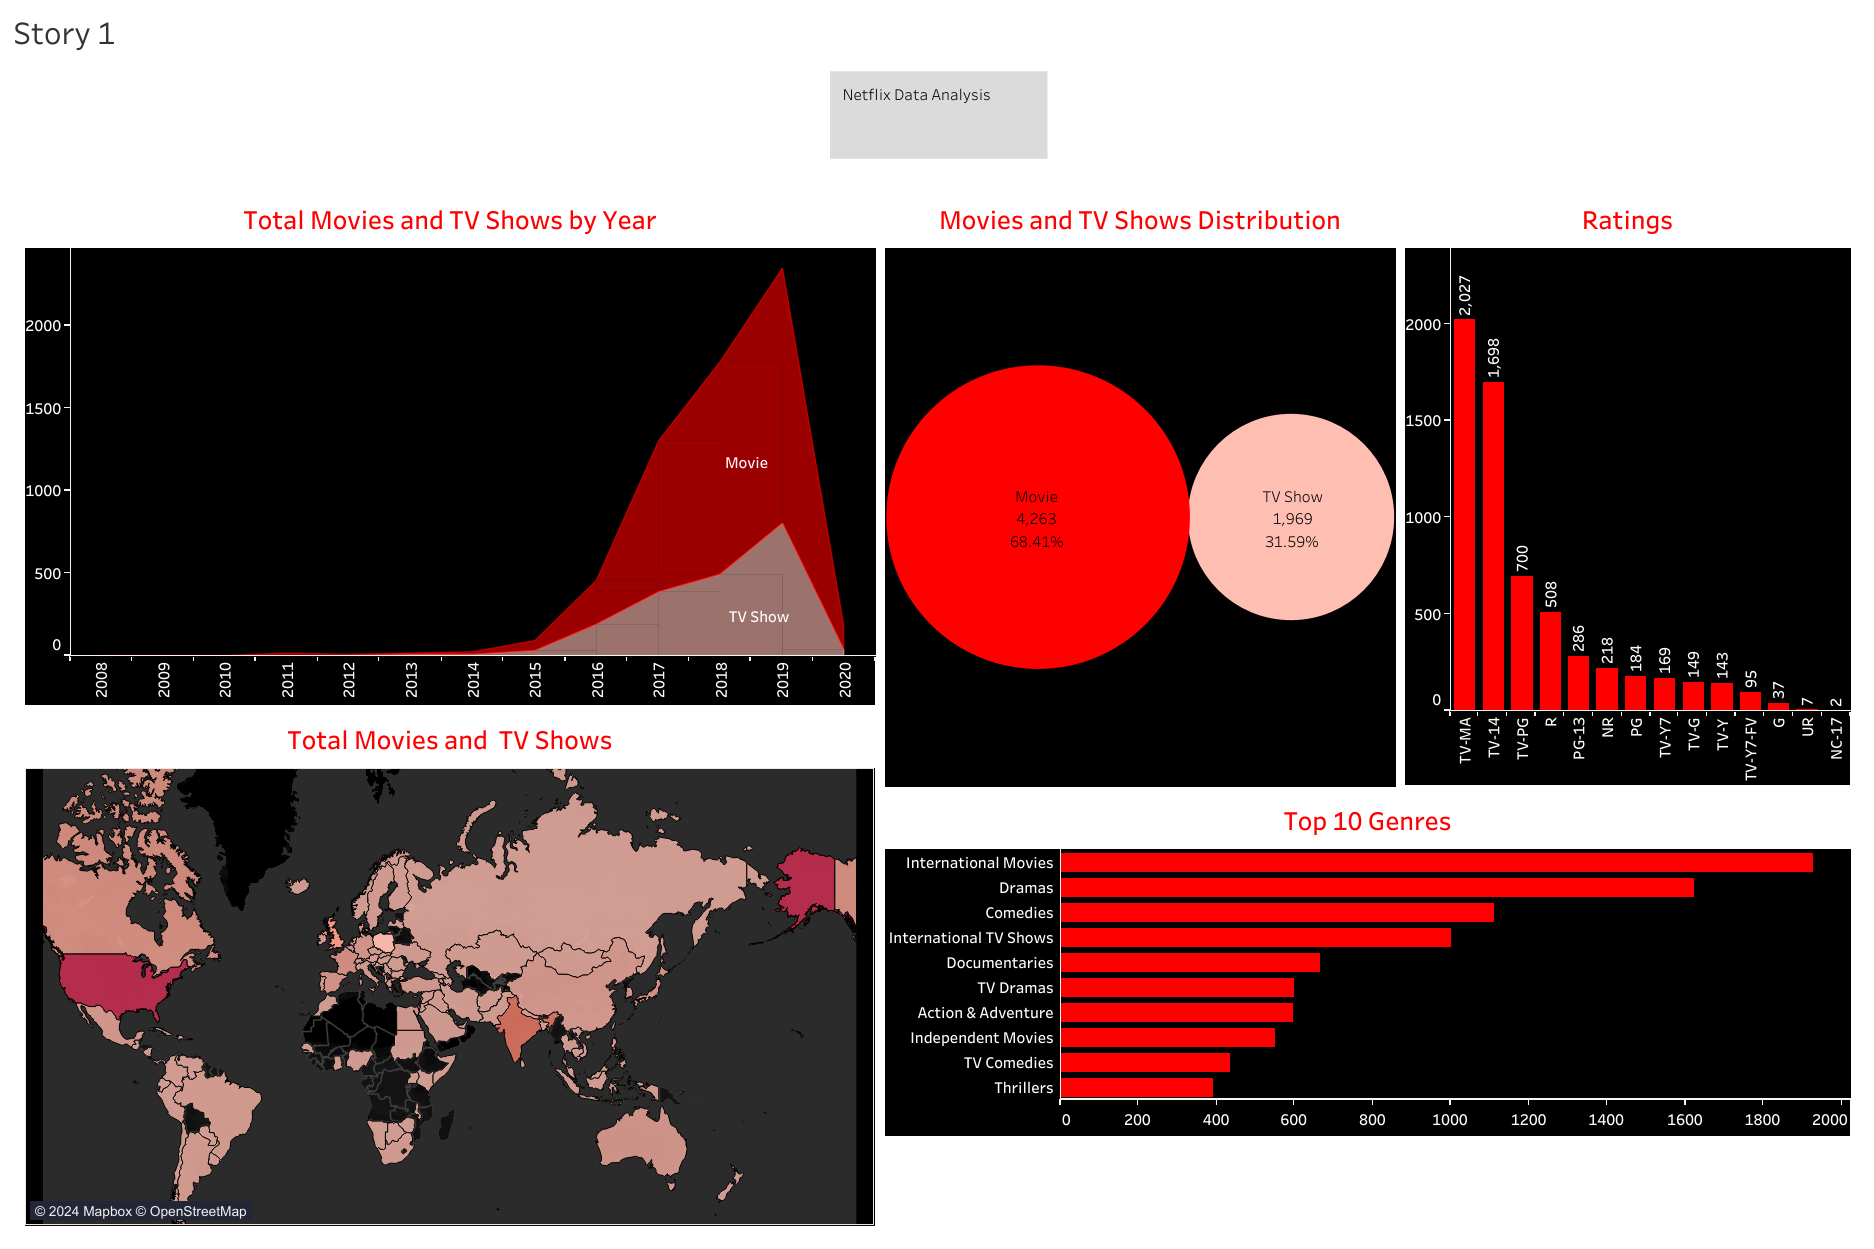 Story 1
Netflix Data Analysis
Total Movies and TV Shows by Year
2000
1500
1000
500
0
Movie
TV Show
2008
2009
2010
2011
2012
2013
2014
2015
2016
2017
2018
2019
2020
Movies and TV Shows Distribution
Movie
4,263
68.41%
TV Show
1,969
31.59%
Ratings
2000
1500
1000
500
0
2,027
1,698
700
508
286
218
184
169
149
143
95
37
7
2
TV-MA
TV-14
TV-PG
R
PG-13
NR
PG
TV-Y7
TV-G
TV-Y
TV-Y7-FV
G
UR
NC-17
Total Movies and  TV Shows
© 2024 Mapbox © OpenStreetMap
Top 10 Genres
International Movies
Dramas
Comedies
International TV Shows
Documentaries
TV Dramas
Action & Adventure
Independent Movies
TV Comedies
Thrillers
0 200 400 600 800 1000 1200 1400 1600 1800 2000